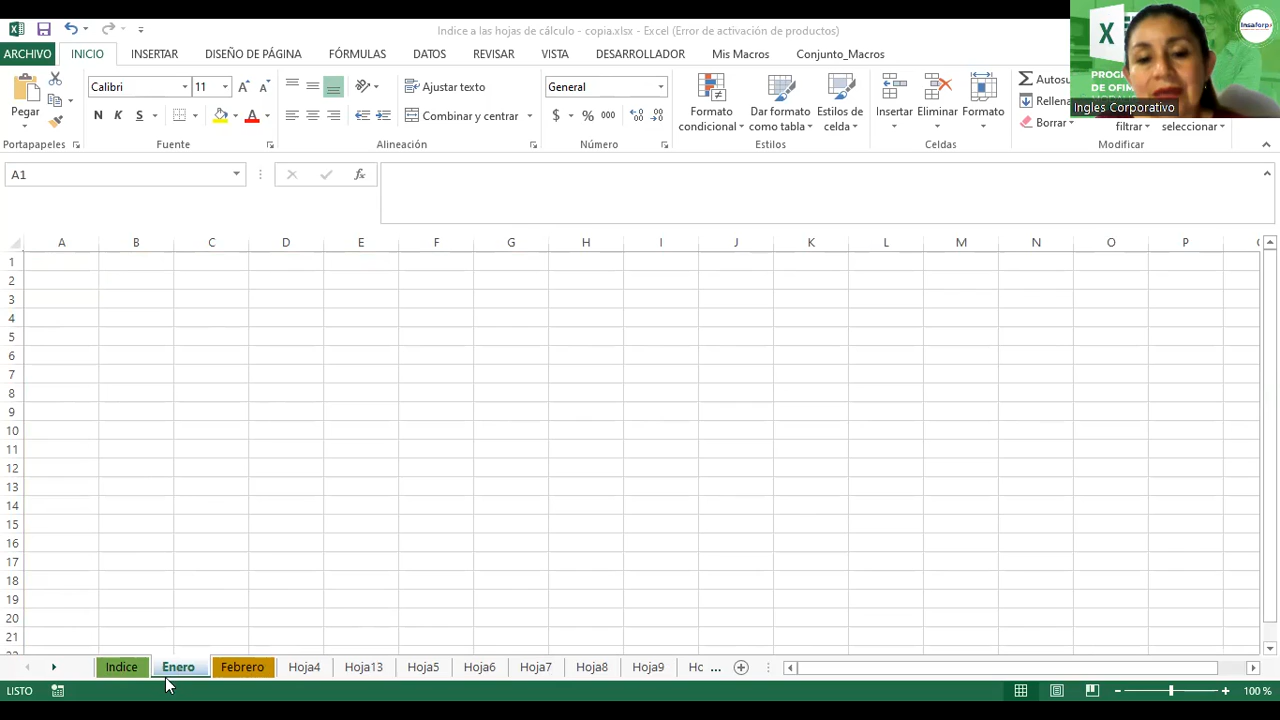 Indice a las hojas de cálculo - copia.xlsx - Excel (Error de activación de productos)
ARCHIVO INICIO INSERTAR DISEÑO DE PÁGINA FÓRMULAS DATOS REVISAR VISTA DESARROLLADOR Mis Macros Conjunto_Macros
Pegar
Portapapeles
Calibri 11
N K S
Fuente
Ajustar texto
Combinar y centrar
Alineación
General
$ % 000
Número
Formato condicional
Dar formato como tabla
Estilos de celda
Estilos
Insertar
Eliminar
Formato
Celdas
Autosu
Rellena
Borrar
filtrar
seleccionar
Modificar
PROG
DE OFIM
Insaforp
Ingles Corporativo
A1
fx
A B C D E F G H I J K L M N O P
1
2
3
4
5
6
7
8
9
10
11
12
13
14
15
16
17
18
19
20
21
Indice Enero Febrero Hoja4 Hoja13 Hoja5 Hoja6 Hoja7 Hoja8 Hoja9 Ho ...
LISTO
100 %